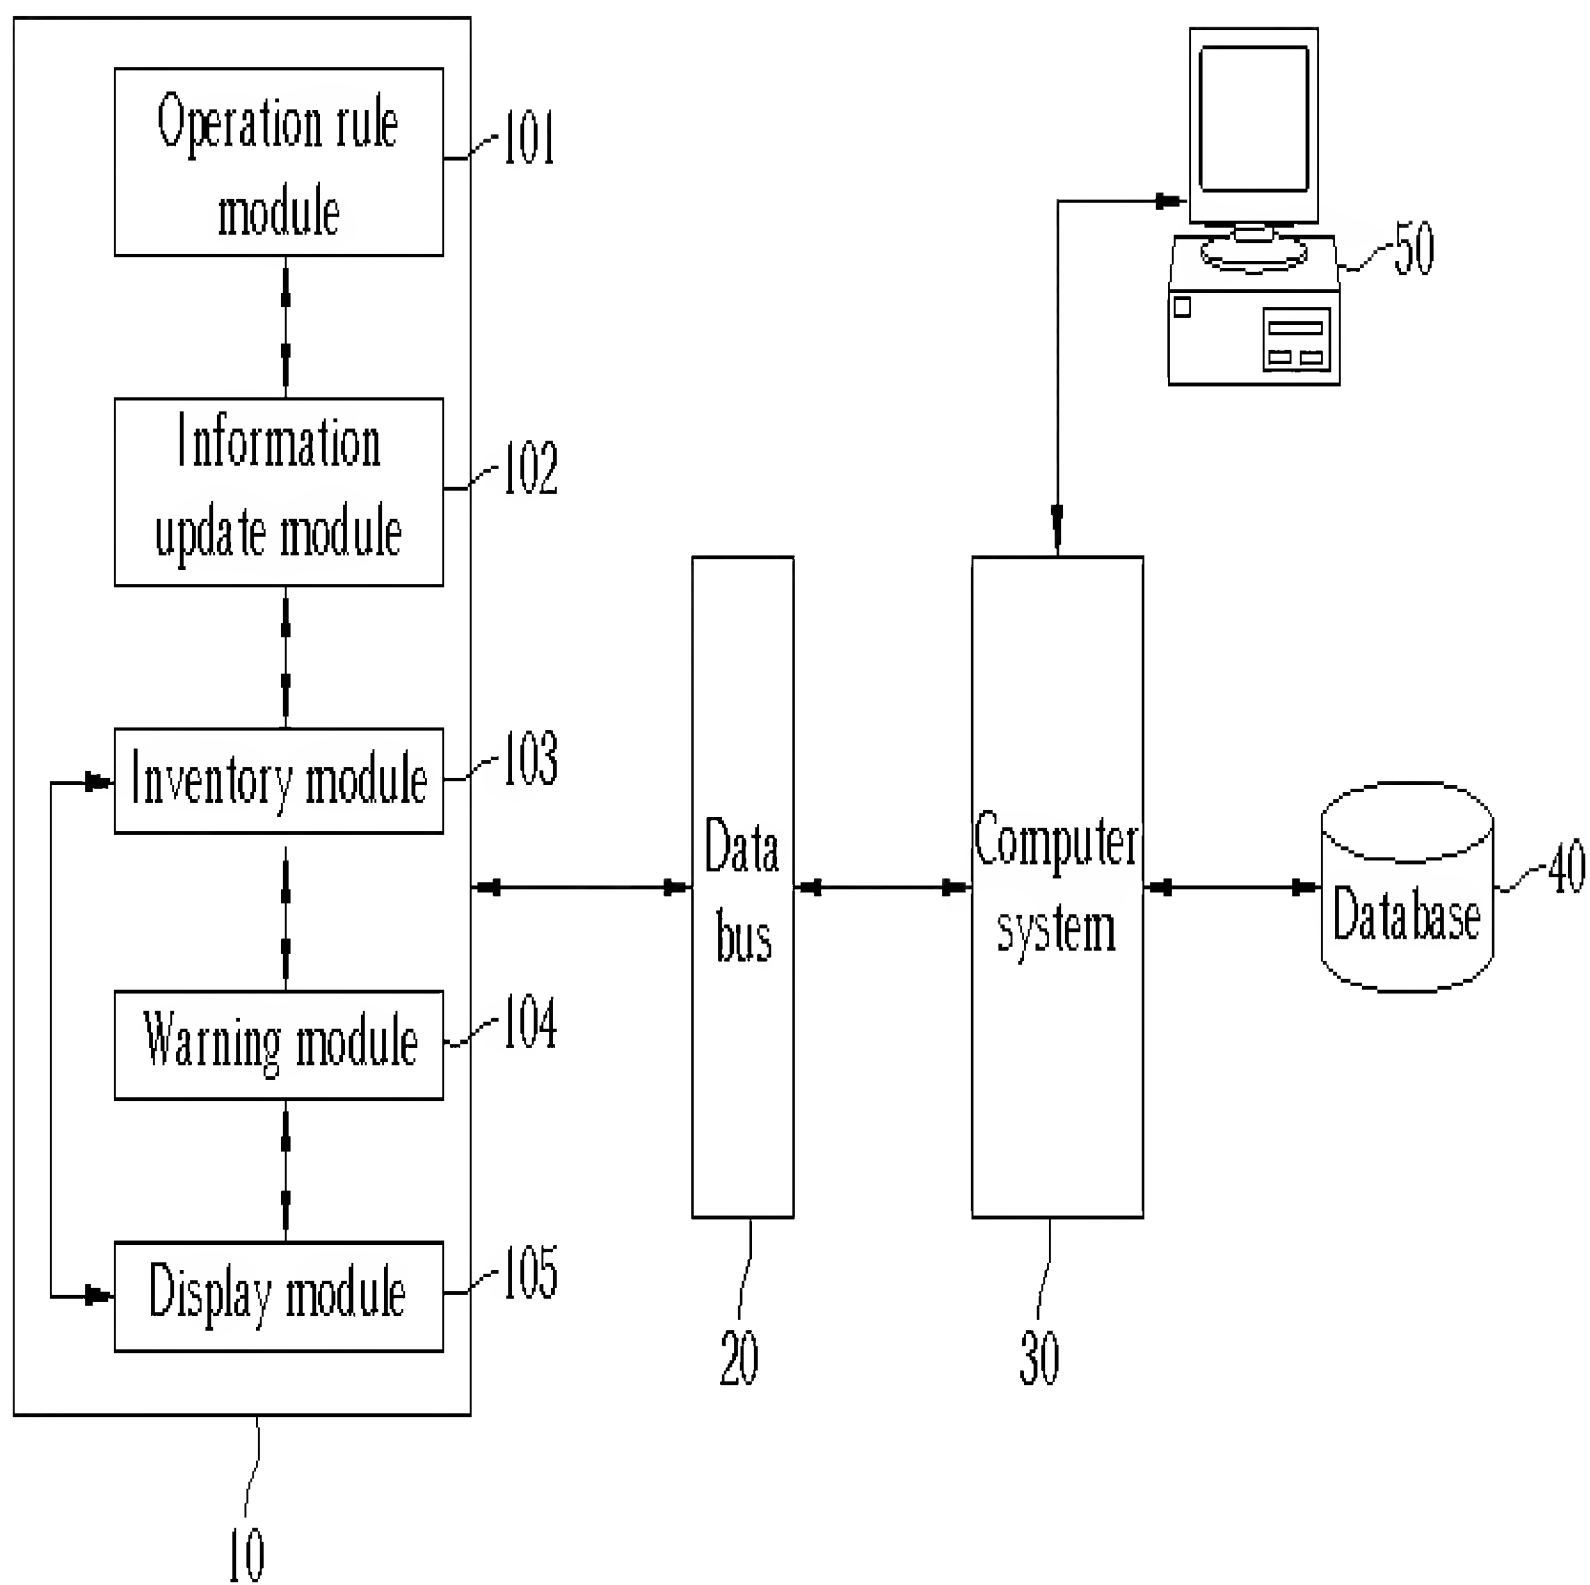 Operation rule
module
101
Information
update module
102
Inventory module
103
Warning module
104
Display module
105
10
Data
bus
20
Computer
system
30
50
Database
40